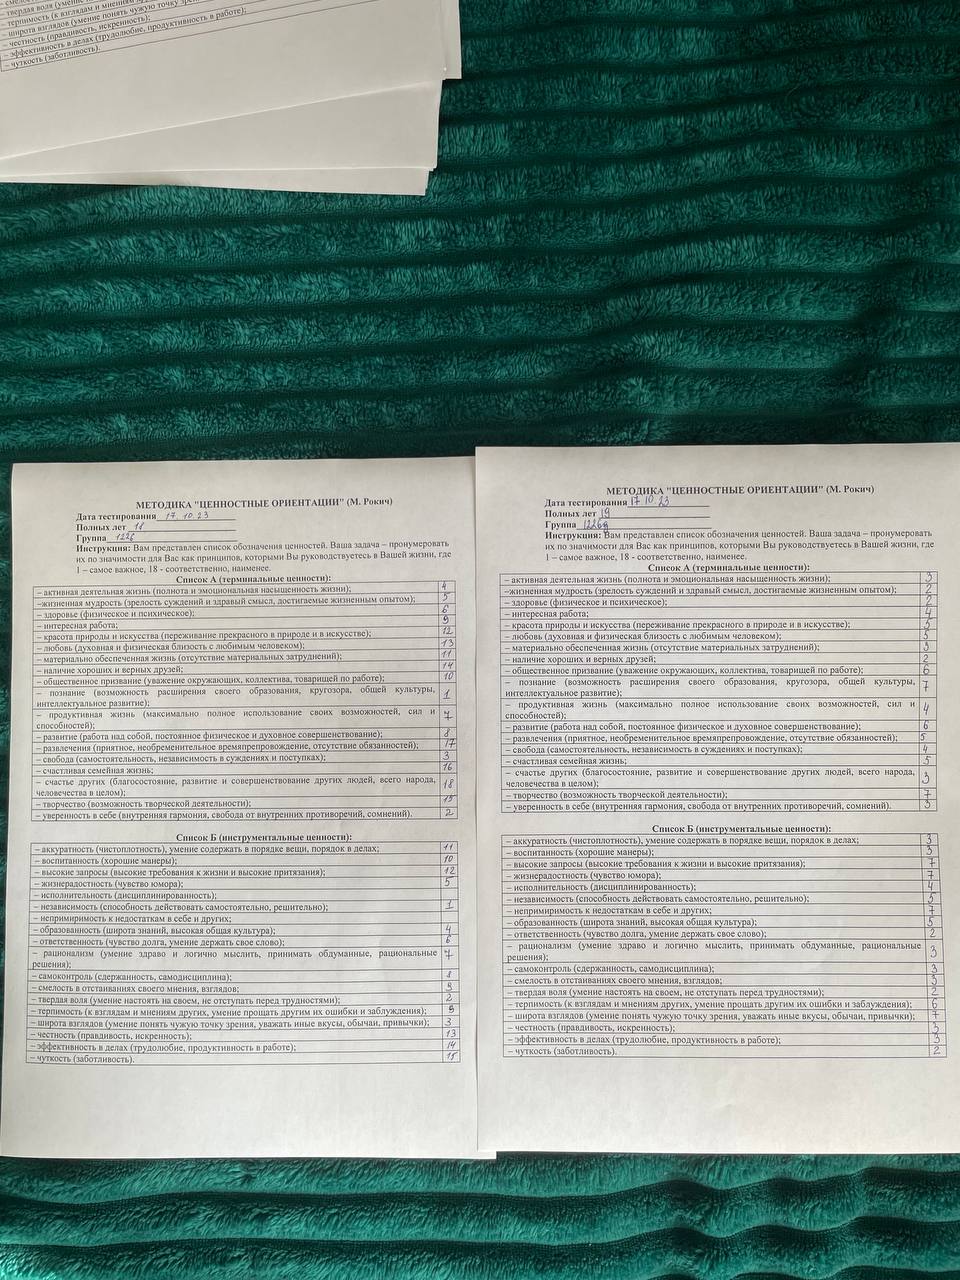 – широта взглядов (умение понять чужую точку
– честность (правдивость, искренность);
– эффективность в делах (трудолюбие, продуктивность в работе);
– чуткость (заботливость).
МЕТОДИКА "ЦЕННОСТНЫЕ ОРИЕНТАЦИИ" (М. Рокич)
Дата тестирования 17.10.23
Полных лет 18
Группа 122б
Инструкция: Вам представлен список обозначения ценностей. Ваша задача – пронумеровать
их по значимости для Вас как принципов, которыми Вы руководствуетесь в Вашей жизни, где
1 – самое важное, 18 - соответственно, наименее.
Список А (терминальные ценности):
– активная деятельная жизнь (полнота и эмоциональная насыщенность жизни); 4
–жизненная мудрость (зрелость суждений и здравый смысл, достигаемые жизненным опытом); 5
– здоровье (физическое и психическое); 6
– интересная работа; 9
– красота природы и искусства (переживание прекрасного в природе и в искусстве); 12
– любовь (духовная и физическая близость с любимым человеком); 13
– материально обеспеченная жизнь (отсутствие материальных затруднений); 11
– наличие хороших и верных друзей; 14
– общественное призвание (уважение окружающих, коллектива, товарищей по работе); 10
– познание (возможность расширения своего образования, кругозора, общей культуры,
интеллектуальное развитие); 1
– продуктивная жизнь (максимально полное использование своих возможностей, сил и
способностей); 7
– развитие (работа над собой, постоянное физическое и духовное совершенствование); 8
– развлечения (приятное, необременительное времяпрепровождение, отсутствие обязанностей); 17
– свобода (самостоятельность, независимость в суждениях и поступках); 3
– счастливая семейная жизнь; 16
– счастье других (благосостояние, развитие и совершенствование других людей, всего народа,
человечества в целом); 18
– творчество (возможность творческой деятельности); 15
– уверенность в себе (внутренняя гармония, свобода от внутренних противоречий, сомнений). 2
Список Б (инструментальные ценности):
– аккуратность (чистоплотность), умение содержать в порядке вещи, порядок в делах; 11
– воспитанность (хорошие манеры); 10
– высокие запросы (высокие требования к жизни и высокие притязания); 12
– жизнерадостность (чувство юмора); 5
– исполнительность (дисциплинированность);
– независимость (способность действовать самостоятельно, решительно); 1
– непримиримость к недостаткам в себе и других;
– образованность (широта знаний, высокая общая культура); 4
– ответственность (чувство долга, умение держать свое слово); 6
– рационализм (умение здраво и логично мыслить, принимать обдуманные, рациональные
решения); 7
– самоконтроль (сдержанность, самодисциплина); 8
– смелость в отстаиваниях своего мнения, взглядов; 9
– твердая воля (умение настоять на своем, не отступать перед трудностями); 2
– терпимость (к взглядам и мнениям других, умение прощать другим их ошибки и заблуждения); 9
– широта взглядов (умение понять чужую точку зрения, уважать иные вкусы, обычаи, привычки); 3
– честность (правдивость, искренность); 13
– эффективность в делах (трудолюбие, продуктивность в работе); 14
– чуткость (заботливость). 15
МЕТОДИКА "ЦЕННОСТНЫЕ ОРИЕНТАЦИИ" (М. Рокич)
Дата тестирования 17.10.23
Полных лет 19
Группа 1226д
Инструкция: Вам представлен список обозначения ценностей. Ваша задача – пронумеровать
их по значимости для Вас как принципов, которыми Вы руководствуетесь в Вашей жизни, где
1 – самое важное, 18 - соответственно, наименее.
Список А (терминальные ценности):
– активная деятельная жизнь (полнота и эмоциональная насыщенность жизни); 3
–жизненная мудрость (зрелость суждений и здравый смысл, достигаемые жизненным опытом); 2
– здоровье (физическое и психическое); 2
– интересная работа; 4
– красота природы и искусства (переживание прекрасного в природе и в искусстве); 5
– любовь (духовная и физическая близость с любимым человеком); 5
– материально обеспеченная жизнь (отсутствие материальных затруднений); 3
– наличие хороших и верных друзей; 2
– общественное призвание (уважение окружающих, коллектива, товарищей по работе); 6
– познание (возможность расширения своего образования, кругозора, общей культуры,
интеллектуальное развитие); 7
– продуктивная жизнь (максимально полное использование своих возможностей, сил и
способностей); 4
– развитие (работа над собой, постоянное физическое и духовное совершенствование); 6
– развлечения (приятное, необременительное времяпрепровождение, отсутствие обязанностей); 5
– свобода (самостоятельность, независимость в суждениях и поступках); 4
– счастливая семейная жизнь; 5
– счастье других (благосостояние, развитие и совершенствование других людей, всего народа,
человечества в целом); 3
– творчество (возможность творческой деятельности); 7
– уверенность в себе (внутренняя гармония, свобода от внутренних противоречий, сомнений). 3
Список Б (инструментальные ценности):
– аккуратность (чистоплотность), умение содержать в порядке вещи, порядок в делах; 3
– воспитанность (хорошие манеры); 3
– высокие запросы (высокие требования к жизни и высокие притязания); 7
– жизнерадостность (чувство юмора); 7
– исполнительность (дисциплинированность); 4
– независимость (способность действовать самостоятельно, решительно); 5
– непримиримость к недостаткам в себе и других; 7
– образованность (широта знаний, высокая общая культура); 5
– ответственность (чувство долга, умение держать свое слово); 2
– рационализм (умение здраво и логично мыслить, принимать обдуманные, рациональные
решения); 3
– самоконтроль (сдержанность, самодисциплина); 3
– смелость в отстаиваниях своего мнения, взглядов; 3
– твердая воля (умение настоять на своем, не отступать перед трудностями); 2
– терпимость (к взглядам и мнениям других, умение прощать другим их ошибки и заблуждения); 6
– широта взглядов (умение понять чужую точку зрения, уважать иные вкусы, обычаи, привычки); 7
– честность (правдивость, искренность); 3
– эффективность в делах (трудолюбие, продуктивность в работе); 3
– чуткость (заботливость). 2